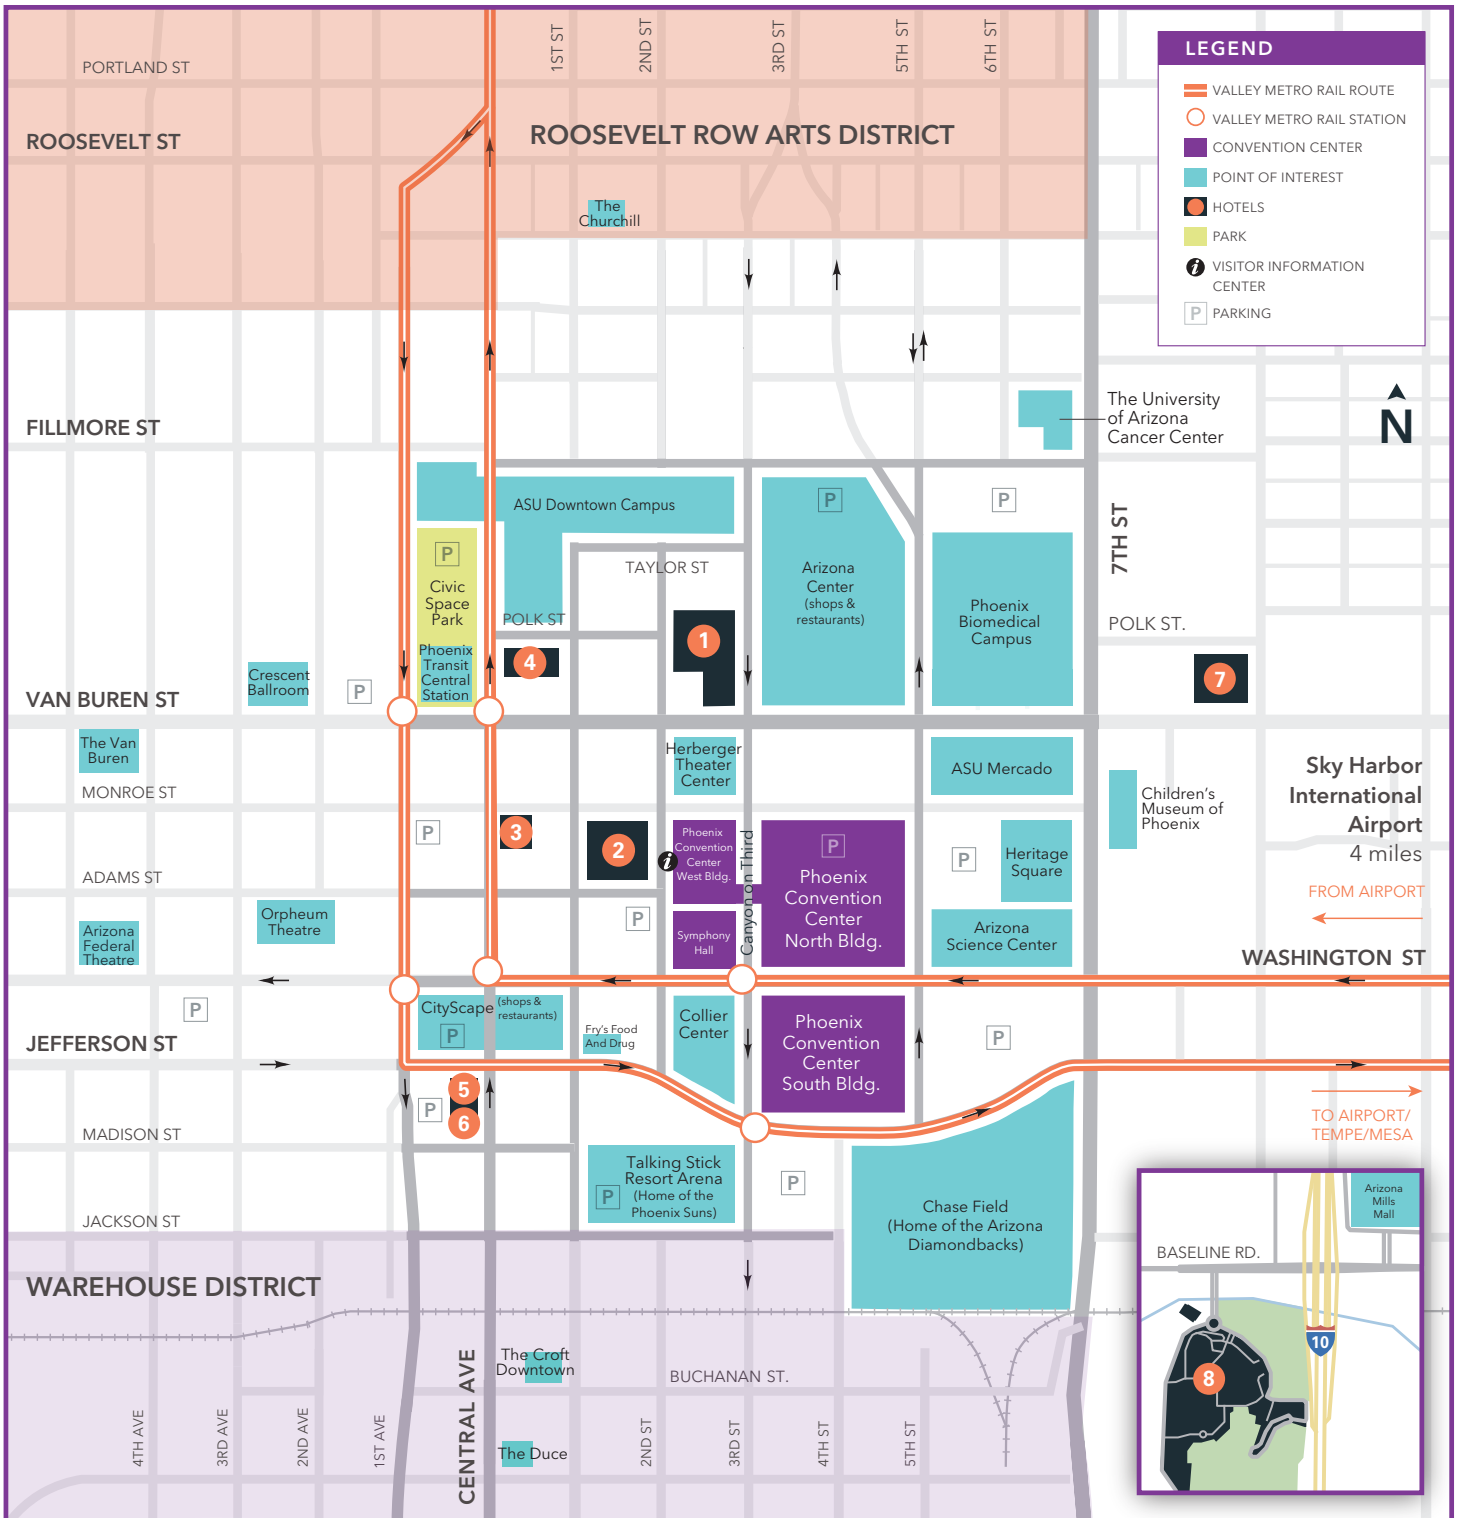 1ST ST
2ND ST
3RD ST
5TH ST
6TH ST
LEGEND
VALLEY METRO RAIL ROUTE
VALLEY METRO RAIL STATION
CONVENTION CENTER
POINT OF INTEREST
HOTELS
PARK
i VISITOR INFORMATION
CENTER
P PARKING
PORTLAND ST
ROOSEVELT ST
ROOSEVELT ROW ARTS DISTRICT
The
Churchill
N
The University
of Arizona
Cancer Center
FILLMORE ST
ASU Downtown Campus
P
P
7TH ST
P
Civic
Space
Park
TAYLOR ST
Arizona
Center
(shops &
restaurants)
Phoenix
Biomedical
Campus
POLK ST
POLK ST.
1
4
7
Phoenix
Transit
Central
Station
Crescent
Ballroom
P
VAN BUREN ST
The Van
Buren
Herberger
Theater
Center
ASU Mercado
Sky Harbor
International
Airport
4 miles
Children's
Museum of
Phoenix
MONROE ST
P
3
2
i
Phoenix
Convention
Center
West Bldg.
Canyon on Third
P
Phoenix
Convention
Center
North Bldg.
P
Heritage
Square
ADAMS ST
FROM AIRPORT
Arizona
Federal
Theatre
Orpheum
Theatre
P
Symphony
Hall
Arizona
Science Center
WASHINGTON ST
P
CityScape
(shops &
restaurants)
P
Fry's Food
And Drug
Collier
Center
Phoenix
Convention
Center
South Bldg.
P
JEFFERSON ST
5
6
P
TO AIRPORT/
TEMPE/MESA
MADISON ST
Talking Stick
Resort Arena
(Home of the
Phoenix Suns)
P
P
Chase Field
(Home of the Arizona
Diamondbacks)
Arizona
Mills
Mall
JACKSON ST
BASELINE RD.
WAREHOUSE DISTRICT
10
8
The Croft
Downtown
BUCHANAN ST.
The Duce
4TH AVE
3RD AVE
2ND AVE
1ST AVE
CENTRAL AVE
2ND ST
3RD ST
4TH ST
5TH ST